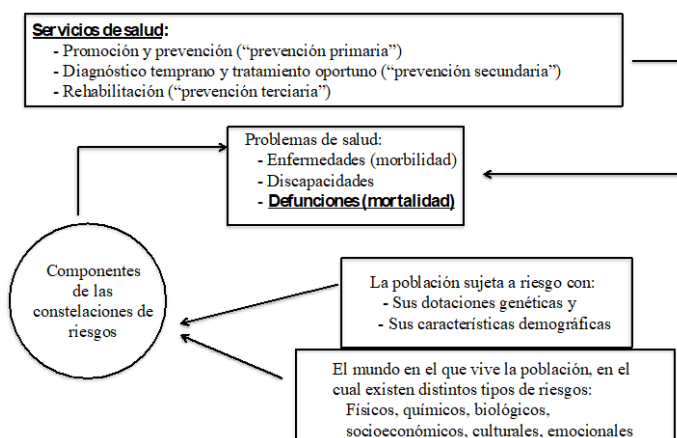 Servicios de salud:
- Promoción y prevención (“prevención primaria”)
- Diagnóstico temprano y tratamiento oportuno (“prevención secundaria”)
- Rehabilitación (“prevención terciaria”)
Problemas de salud:
- Enfermedades (morbilidad)
- Discapacidades
- Defunciones (mortalidad)
Componentes
de las
constelaciones de
riesgos
La población sujeta a riesgo con:
- Sus dotaciones genéticas y
- Sus características demográficas
El mundo en el que vive la población, en el
cual existen distintos tipos de riesgos:
Físicos, químicos, biológicos,
socioeconómicos, culturales, emocionales